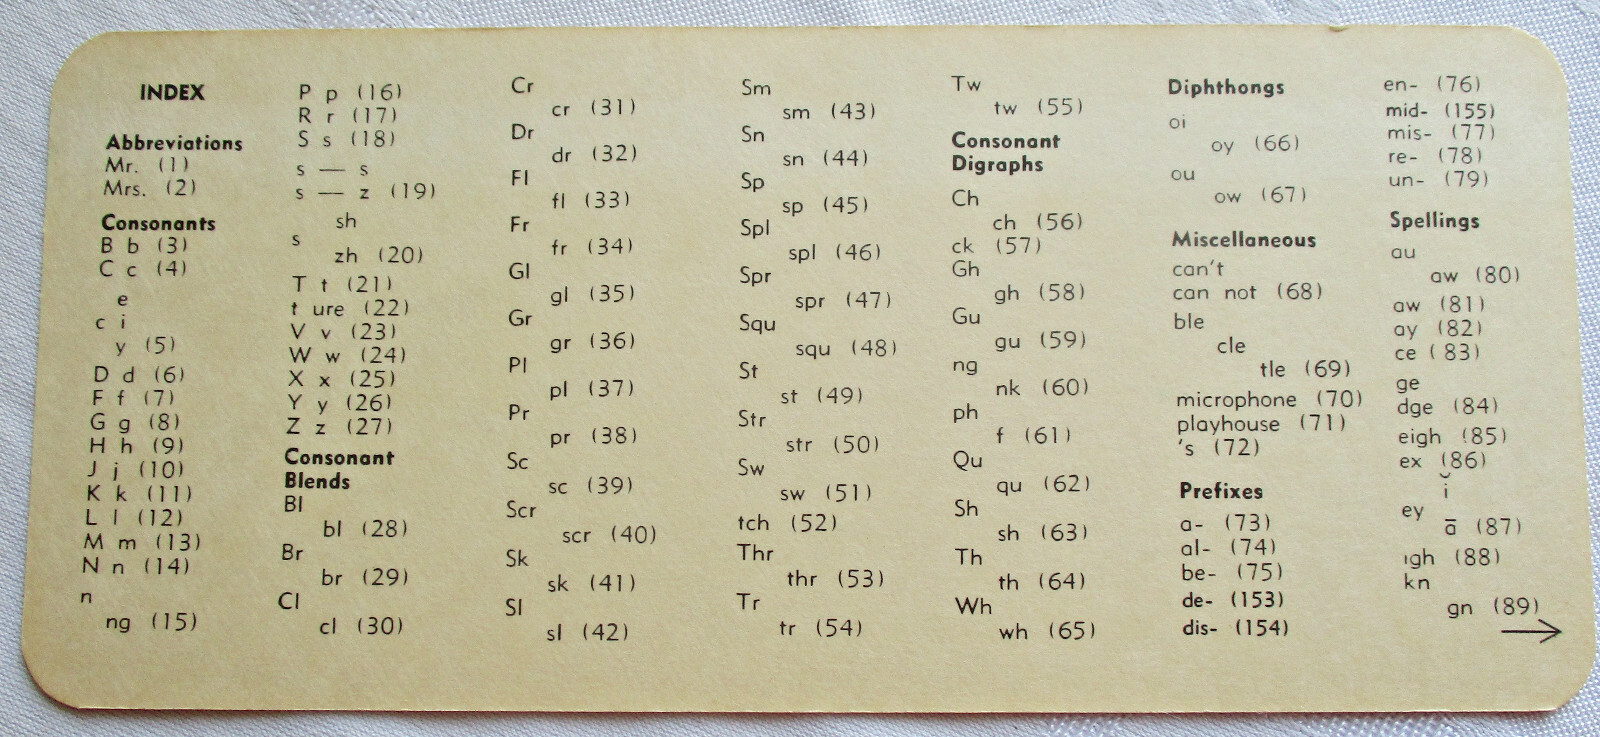 INDEX
Abbreviations
Mr. (1)
Mrs. (2)
Consonants
B b (3)
C c (4)
e
c i
y (5)
D d (6)
F f (7)
G g (8)
H h (9)
J j (10)
K k (11)
L l (12)
M m (13)
N n (14)
n
ng (15)
P p (16)
R r (17)
S s (18)
s — s
s — z (19)
sh
s
zh (20)
T t (21)
t ure (22)
V v (23)
W w (24)
X x (25)
Y y (26)
Z z (27)
Consonant
Blends
Bl
bl (28)
Br
br (29)
Cl
cl (30)
Cr
cr (31)
Dr
dr (32)
Fl
fl (33)
Fr
fr (34)
Gl
gl (35)
Gr
gr (36)
Pl
pl (37)
Pr
pr (38)
Sc
sc (39)
Scr
scr (40)
Sk
sk (41)
Sl
sl (42)
Sm
sm (43)
Sn
sn (44)
Sp
sp (45)
Spl
spl (46)
Spr
spr (47)
Squ
squ (48)
St
st (49)
Str
str (50)
Sw
sw (51)
tch (52)
Thr
thr (53)
Tr
tr (54)
Tw
tw (55)
Consonant
Digraphs
Ch
ch (56)
ck (57)
Gh
gh (58)
Gu
gu (59)
ng
nk (60)
ph
f (61)
Qu
qu (62)
Sh
sh (63)
Th
th (64)
Wh
wh (65)
Diphthongs
oi
oy (66)
ou
ow (67)
Miscellaneous
can't
can not (68)
ble
cle
tle (69)
microphone (70)
playhouse (71)
's (72)
Prefixes
a- (73)
al- (74)
be- (75)
de- (153)
dis- (154)
en- (76)
mid- (155)
mis- (77)
re- (78)
un- (79)
Spellings
au
aw (80)
aw (81)
ay (82)
ce (83)
ge
dge (84)
eigh (85)
ex (86)
ĭ
ey
ā (87)
igh (88)
kn
gn (89)
→